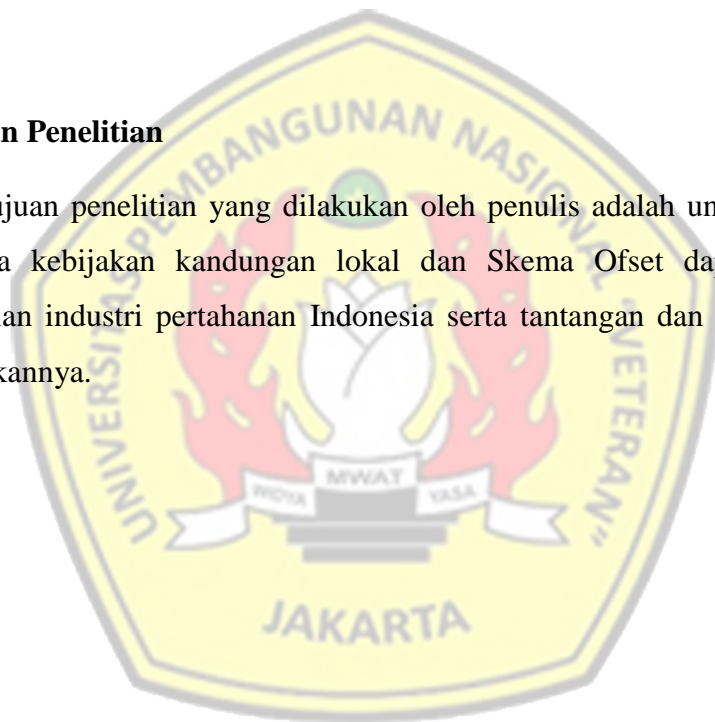 n Penelitian
ujuan penelitian yang dilakukan oleh penulis adalah un
a kebijakan kandungan lokal dan Skema Ofset da
an industri pertahanan Indonesia serta tantangan dan
kannya.
UNIVERSITAS PEMBANGUNAN NASIONAL "VETERAN"
WIDYA MWAT YASA
JAKARTA